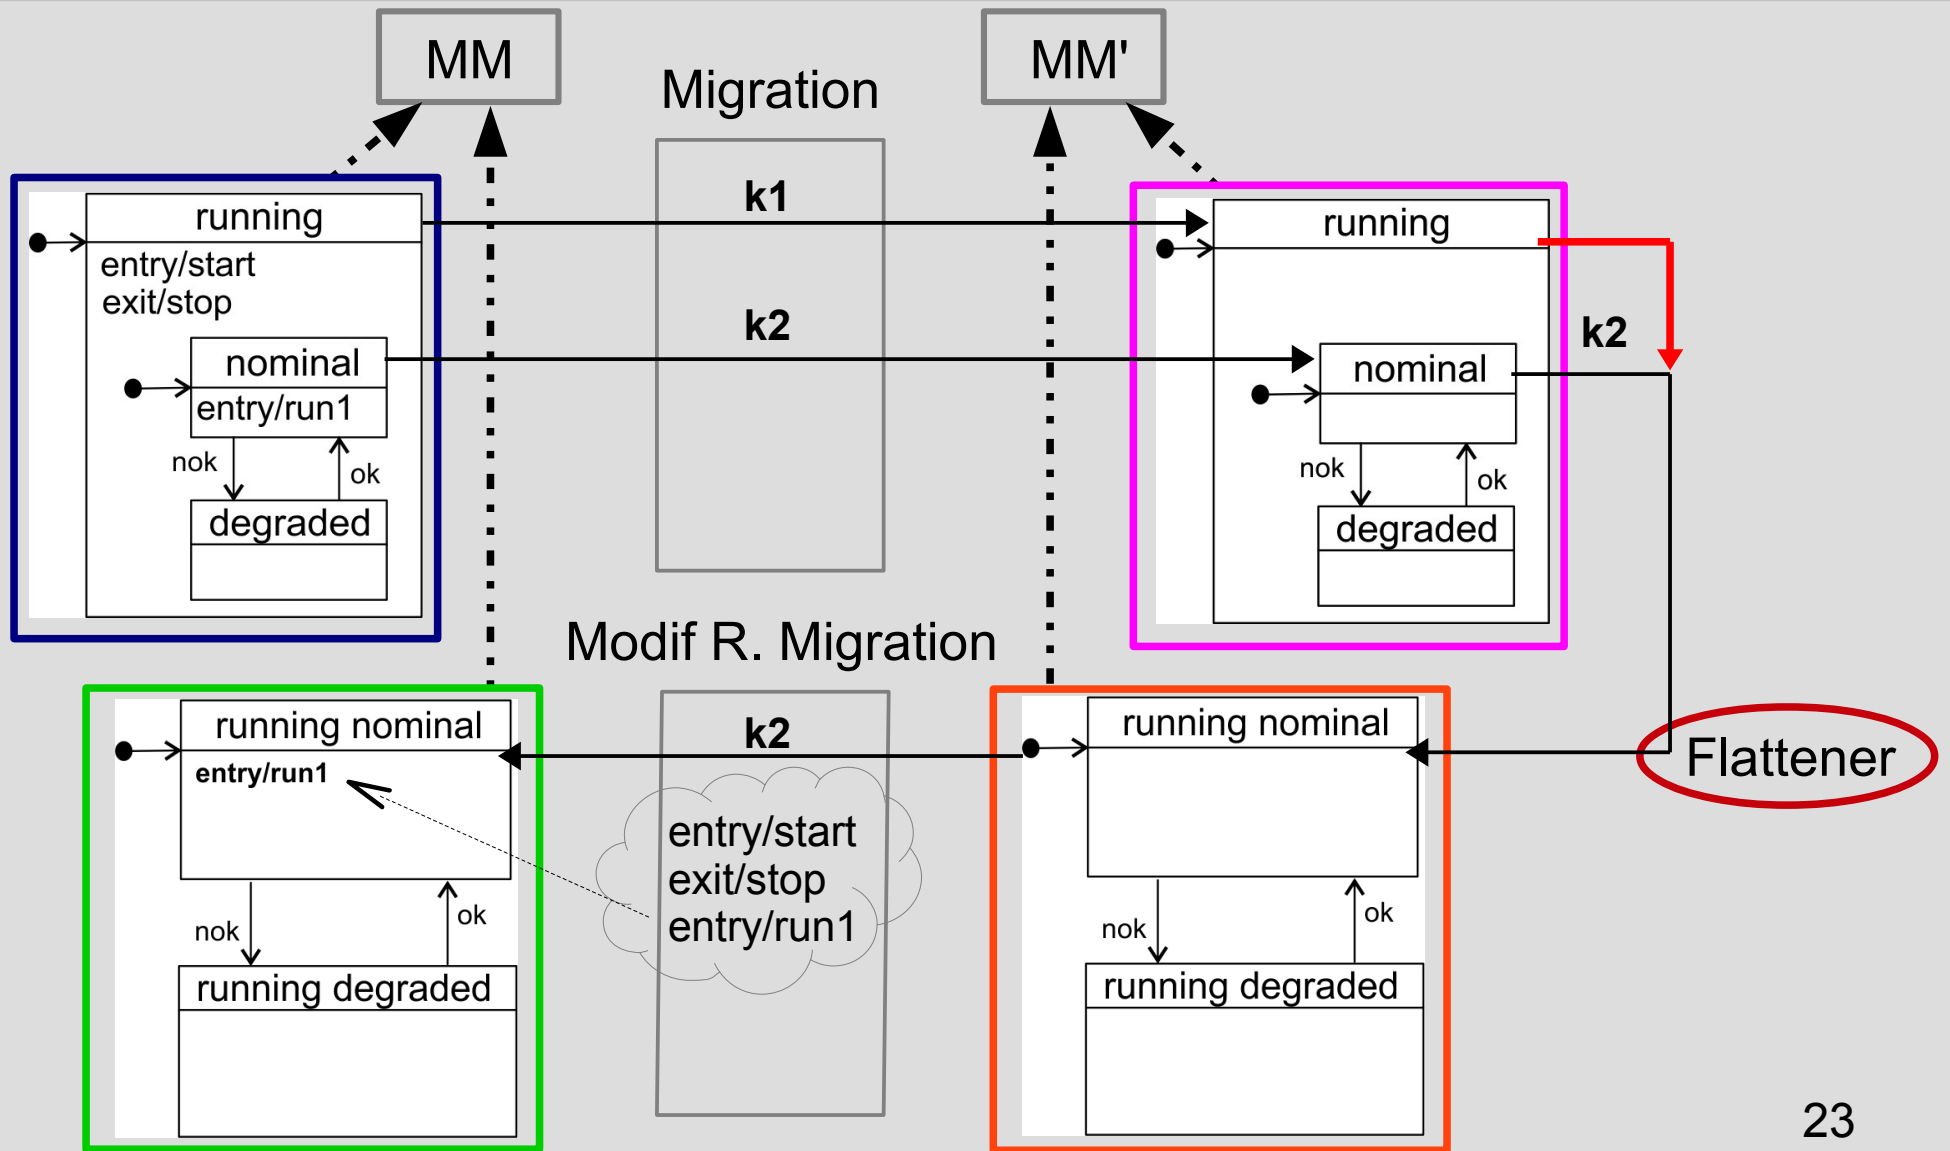 MM
MM'
Migration
k1
running
entry/start
exit/stop
nominal
entry/run1
nok
ok
degraded
k2
running
k2
nominal
nok
ok
degraded
Modif R. Migration
running nominal
entry/run1
nok
ok
running degraded
k2
entry/start
exit/stop
entry/run1
running nominal
nok
ok
running degraded
Flattener
23